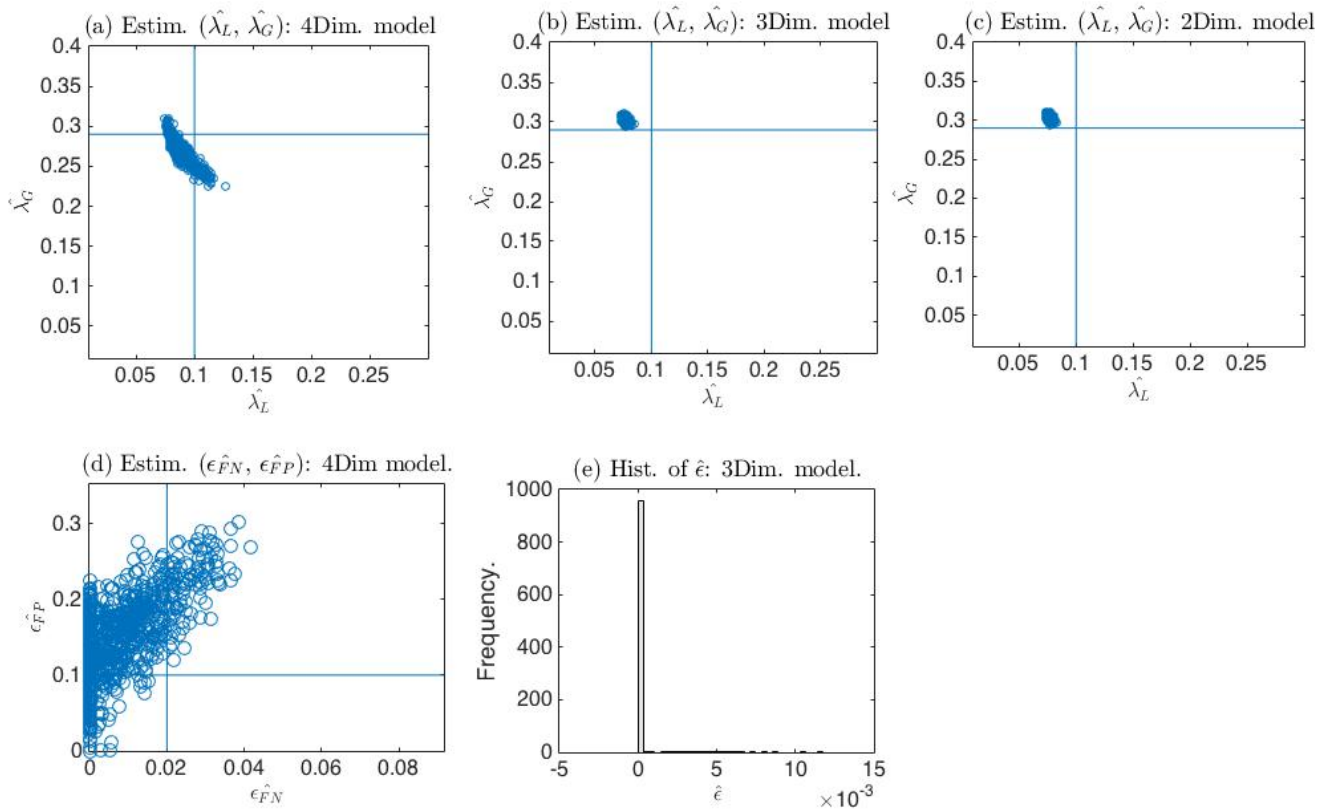 (a) Estim. (λ̂_L, λ̂_G): 4Dim. model
0.4
0.35
0.3
0.25
0.2
0.15
0.1
0.05
λ̂_G
0.05 0.1 0.15 0.2 0.25
λ̂_L
(b) Estim. (λ̂_L, λ̂_G): 3Dim. model
0.4
0.35
0.3
0.25
0.2
0.15
0.1
0.05
λ̂_G
0.05 0.1 0.15 0.2 0.25
λ̂_L
(c) Estim. (λ̂_L, λ̂_G): 2Dim. model
0.4
0.35
0.3
0.25
0.2
0.15
0.1
0.05
λ̂_G
0.05 0.1 0.15 0.2 0.25
λ̂_L
(d) Estim. (ϵ̂_FN, ϵ̂_FP): 4Dim model.
0.3
0.2
0.1
0
ϵ̂_FP
0 0.02 0.04 0.06 0.08
ϵ̂_FN
(e) Hist. of ϵ̂: 3Dim. model.
1000
800
600
400
200
0
Frequency.
-5 0 5 10 15
×10⁻³
ϵ̂